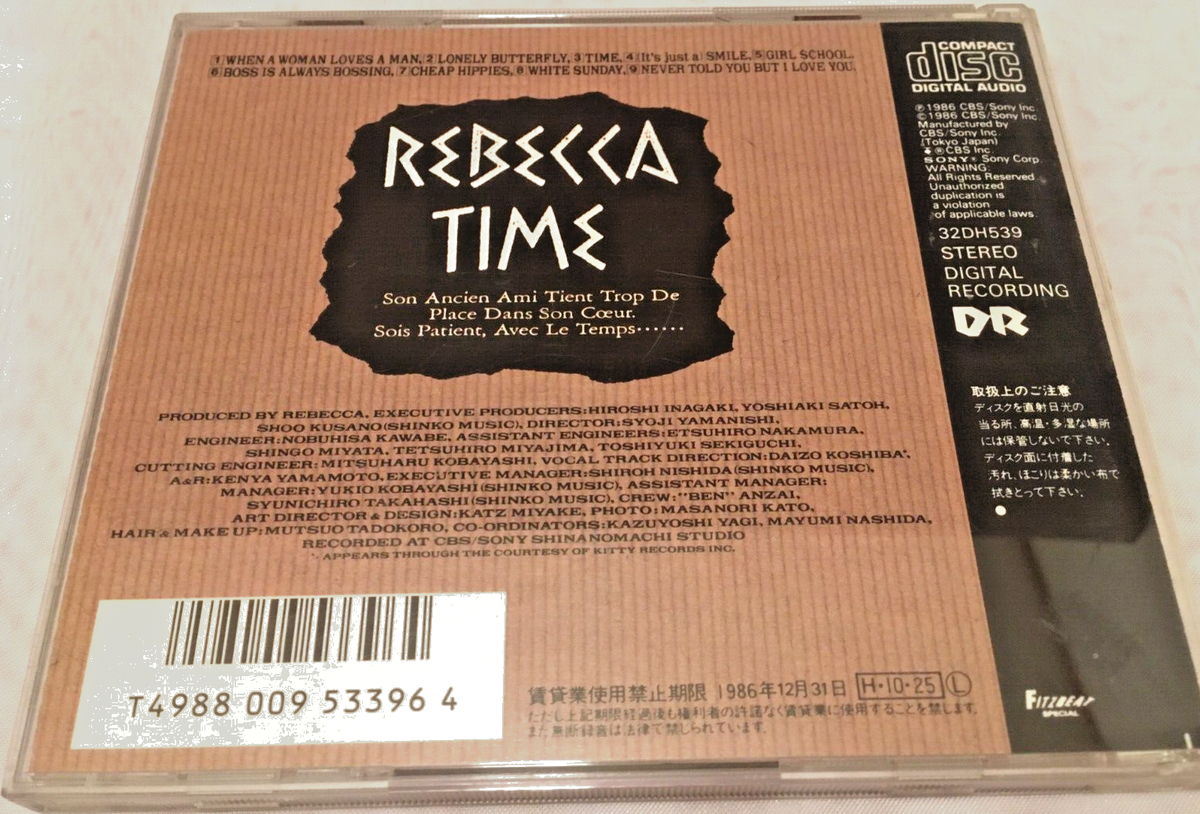 1 WHEN A WOMAN LOVES A MAN, 2 LONELY BUTTERFLY, 3 TIME, 4 (It's just a) SMILE, 5 GIRL SCHOOL,
6 BOSS IS ALWAYS BOSSING, 7 CHEAP HIPPIES, 8 WHITE SUNDAY, 9 NEVER TOLD YOU BUT I LOVE YOU.
REBECCA
TIME
Son Ancien Ami Tient Trop De
Place Dans Son Cœur.
Sois Patient, Avec Le Temps······
PRODUCED BY REBECCA, EXECUTIVE PRODUCERS:HIROSHI INAGAKI, YOSHIAKI SATOH,
SHOO KUSANO(SHINKO MUSIC), DIRECTOR:SYOJI YAMANISHI,
ENGINEER:NOBUHISA KAWABE, ASSISTANT ENGINEERS:ETSUHIRO NAKAMURA,
SHINGO MIYATA, TETSUHIRO MIYAJIMA, TOSHIYUKI SEKIGUCHI,
CUTTING ENGINEER:MITSUHARU KOBAYASHI, VOCAL TRACK DIRECTION:DAIZO KOSHIBA*,
A&R:KENYA YAMAMOTO, EXECUTIVE MANAGER:SHIROH NISHIDA(SHINKO MUSIC),
MANAGER:YUKIO KOBAYASHI(SHINKO MUSIC), ASSISTANT MANAGER:
SYUNICHIRO TAKAHASHI(SHINKO MUSIC), CREW:"BEN" ANZAI,
ART DIRECTOR & DESIGN:KATZ MIYAKE, PHOTO:MASANORI KATO,
HAIR & MAKE UP:MUTSUO TADOKORO, CO-ORDINATORS:KAZUYOSHI YAGI, MAYUMI NASHIDA,
RECORDED AT CBS/SONY SHINANOMACHI STUDIO
*APPEARS THROUGH THE COURTESY OF KITTY RECORDS INC.
T4988 009 53396 4
賃貸業使用禁止期限 1986年12月31日 H·10·25 Ⓛ
ただし上記期限経過後も権利者の許諾なく賃貸業に使用することを禁します。
また無断録音は法律で禁じられています。
COMPACT
disc
DIGITAL AUDIO
℗1986 CBS/Sony Inc.
©1986 CBS/Sony Inc.
Manufactured by
CBS/Sony Inc.
(Tokyo Japan)
®CBS Inc.
SONY® Sony Corp.
WARNING:
All Rights Reserved.
Unauthorized
duplication is
a violation
of applicable laws.
32DH539
STEREO
DIGITAL
RECORDING
DR
取扱上のご注意
ディスクを直射日光の
当る所、高温・多湿な場所
には保管しないで下さい。
ディスク面に付着した
汚れ、ほこりは柔かい布で
拭きとって下さい。
FITZBEAT
SPECIAL